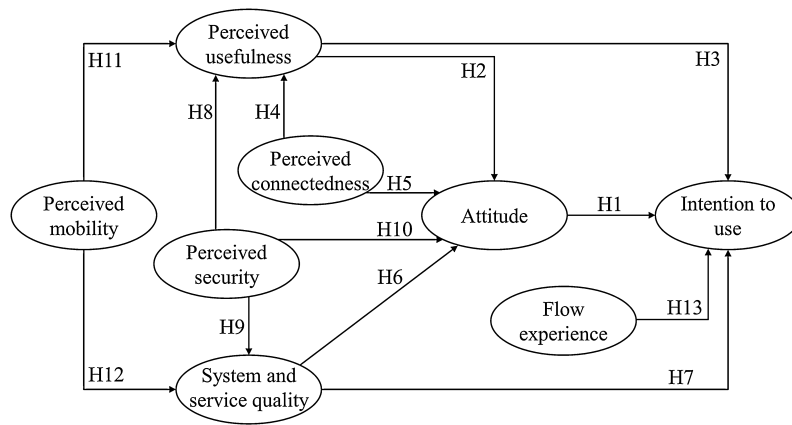 Perceived
usefulness
H11
H2
H3
H8
H4
Perceived
connectedness
H5
Perceived
mobility
Attitude
H1
Intention to
use
H10
Perceived
security
H6
Flow
experience
H13
H9
H12
System and
service quality
H7